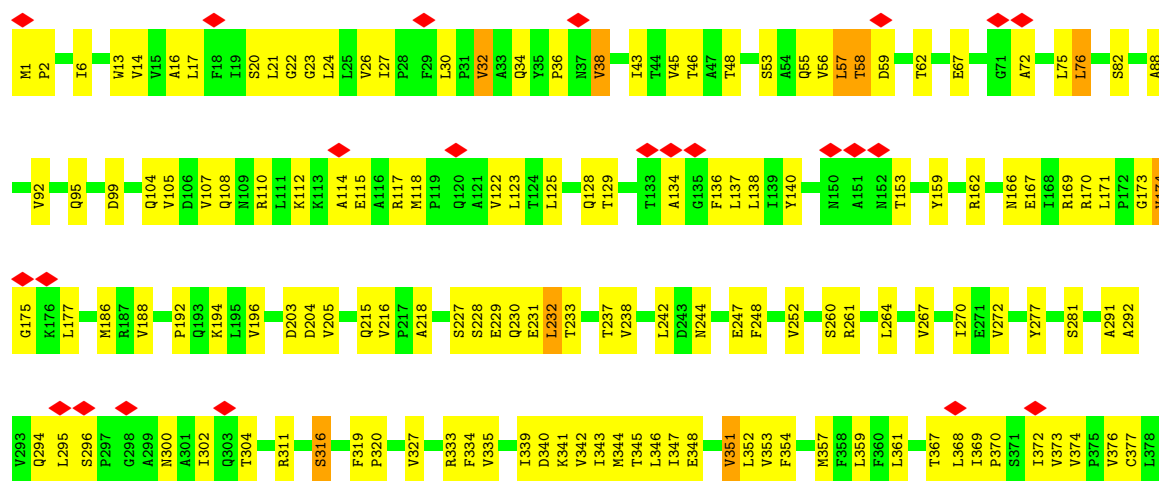 M1 P2 I6 W13 V14 V15 A16 L17 F18 I19 S20 L21 G22 G23 L24 L25 V26 I27 P28 F29 L30 P31 V32 A33 Q34 Y35 P36 N37 V38 I43 T44 V45 T46 A47 T48 S53 A54 Q55 V56 L57 T58 D59 T62 E67 G71 A72 L75 L76 S82 A88
V92 Q95 D99 Q104 V105 D106 V107 Q108 N109 R110 L111 K112 K113 A114 E115 A116 R117 M118 P119 Q120 A121 V122 L123 T124 L125 Q128 T129 T133 A134 G135 F136 L137 L138 I139 Y140 N150 A151 N152 T153 Y159 R162 N166 E167 I168 R169 R170 L171 P172 G173
G175 K176 L177 M186 R187 V188 P192 Q193 K194 L195 V196 D203 D204 V205 Q215 V216 P217 A218 S227 S228 E229 Q230 E231 L232 T233 T237 V238 L242 D243 N244 E247 F248 V252 S260 R261 L264 V267 I270 E271 V272 Y277 S281 A291 A292
V293 Q294 L295 S296 P297 G298 A299 N300 A301 I302 Q303 T304 R311 S316 F319 P320 V327 R333 F334 V335 I339 D340 K341 V342 I343 M344 T345 L346 I347 E348 V351 L352 V353 F354 M357 F358 L359 F360 L361 T367 L368 I369 P370 S371 I372 V373 V374 P375 V376 C377 L378